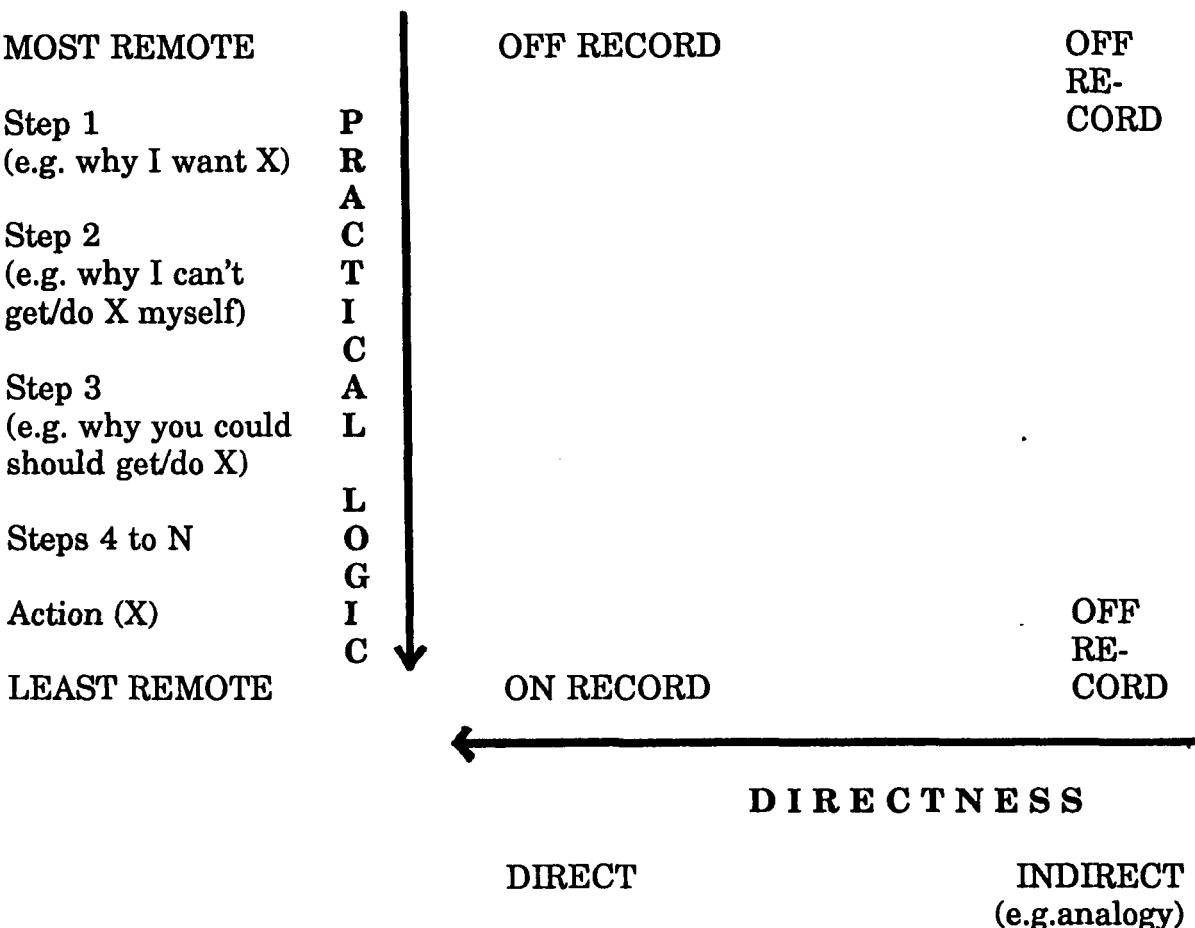 MOST REMOTE
OFF RECORD
OFF
RE-
CORD
Step 1
(e.g. why I want X)
Step 2
(e.g. why I can't
get/do X myself)
Step 3
(e.g. why you could
should get/do X)
Steps 4 to N
Action (X)
LEAST REMOTE
P
R
A
C
T
I
C
A
L
L
O
G
I
C
ON RECORD
OFF
RE-
CORD
DIRECTNESS
DIRECT
INDIRECT
(e.g.analogy)